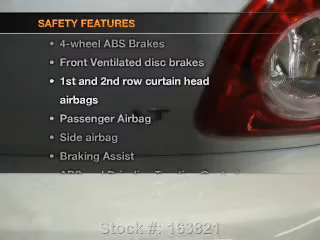 SAFETY FEATURES
• 4-wheel ABS Brakes
• Front Ventilated disc brakes
• 1st and 2nd row curtain head
airbags
• Passenger Airbag
• Side airbag
• Braking Assist
Stock #: 163821